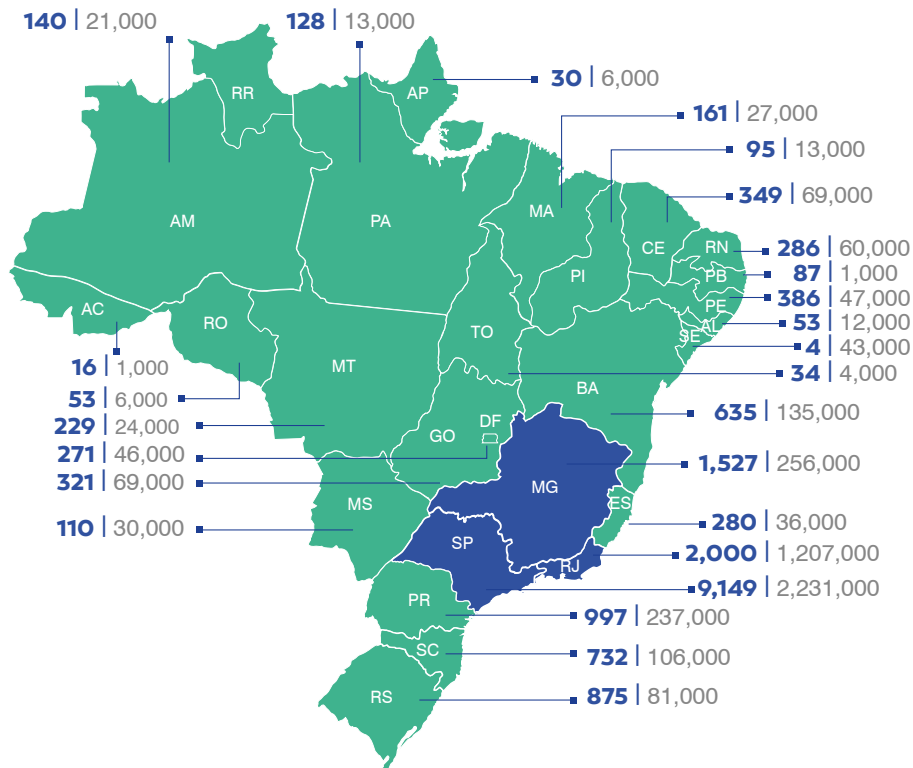 140 | 21,000
128 | 13,000
RR
AP
30 | 6,000
161 | 27,000
95 | 13,000
349 | 69,000
AM
PA
MA
PI
CE
RN
286 | 60,000
PB
87 | 1,000
PE
386 | 47,000
AL
53 | 12,000
SE
4 | 43,000
34 | 4,000
AC
RO
TO
MT
BA
16 | 1,000
53 | 6,000
229 | 24,000
271 | 46,000
321 | 69,000
110 | 30,000
635 | 135,000
GO
DF
1,527 | 256,000
MG
MS
ES
280 | 36,000
SP
RJ
2,000 | 1,207,000
9,149 | 2,231,000
PR
997 | 237,000
SC
732 | 106,000
RS
875 | 81,000